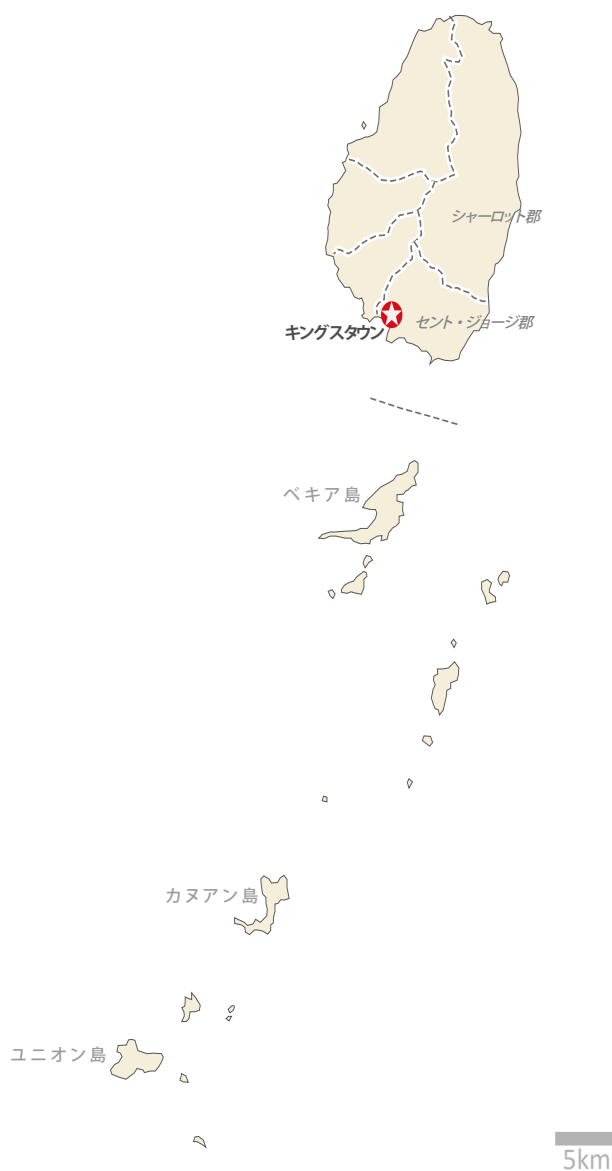 シャーロット郡
セント・ジョージ郡
キングスタウン
ベキア島
カヌアン島
ユニオン島
5km